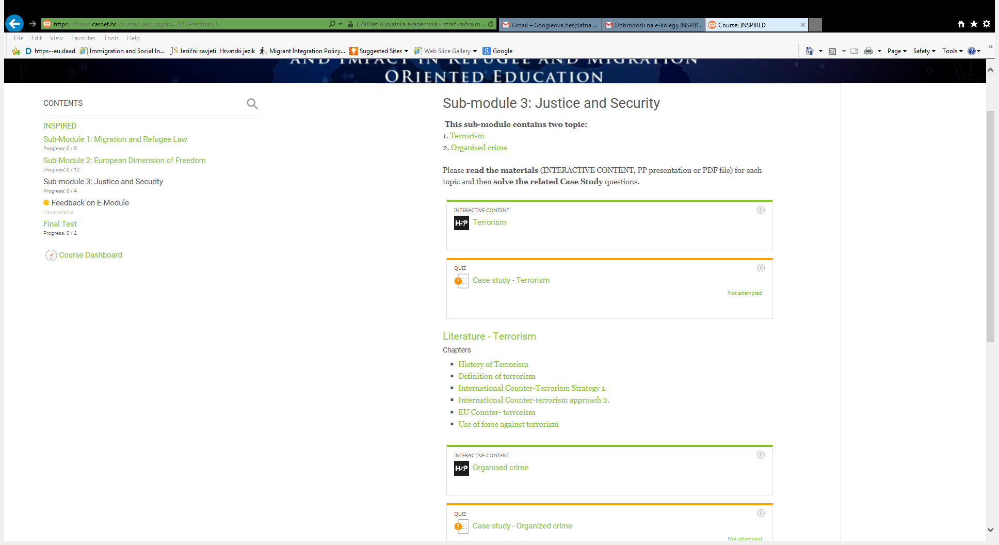 https://mooc.carnet.hr/course/view.php?id=2117#section-3
CARNet (Hrvatska akademska i istraživačka m...
Gmail – Googleova besplatna ...
Dobrodosli na e-kolegij INSPIR...
Course: INSPIRED
File Edit View Favorites Tools Help
https--eu.daad Immigration and Social In... JS Jezični savjeti Hrvatski jezik Migrant Integration Policy... Suggested Sites Web Slice Gallery Google
Page Safety Tools
AND IMPACT IN REFUGEE AND MIGRATION
ORIENTED EDUCATION
CONTENTS
INSPIRED
Sub-Module 1: Migration and Refugee Law
Progress: 0 / 5
Sub-Module 2: European Dimension of Freedom
Progress: 0 / 12
Sub-module 3: Justice and Security
Progress: 0 / 4
Feedback on E-Module
Not available
Final Test
Progress: 0 / 2
Course Dashboard
Sub-module 3: Justice and Security
This sub-module contains two topic:
1. Terrorism
2. Organised crime
Please read the materials (INTERACTIVE CONTENT, PP presentation or PDF file) for each
topic and then solve the related Case Study questions.
INTERACTIVE CONTENT
H5P Terrorism
QUIZ
Case study - Terrorism
Not attempted
Literature - Terrorism
Chapters
History of Terrorism
Definition of terrorism
International Counter-Terrorism Strategy 1.
International Counter-terrorism approach 2.
EU Counter- terrorism
Use of force against terrorism
INTERACTIVE CONTENT
H5P Organised crime
QUIZ
Case study - Organized crime
Not attempted